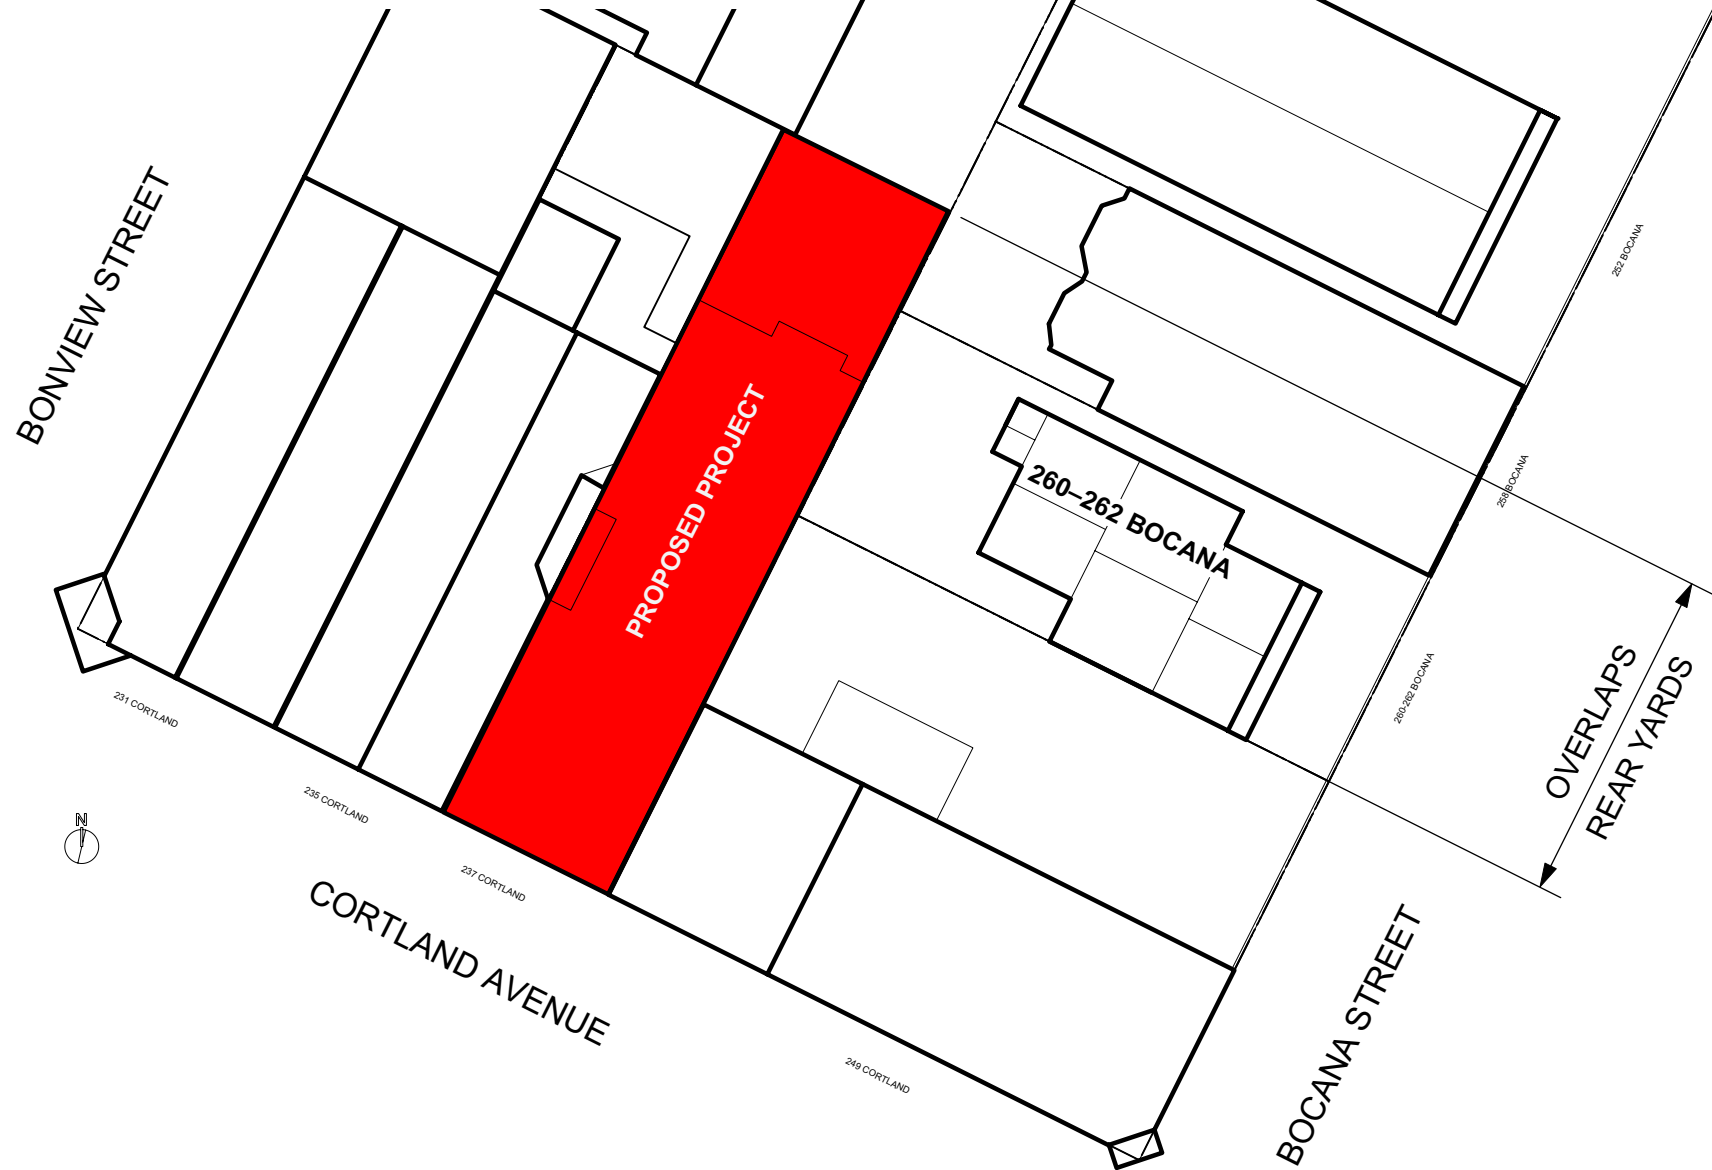 BONVIEW STREET
252 BOCANA
PROPOSED PROJECT
260–262 BOCANA
258 BOCANA
260-262 BOCANA
OVERLAPS
REAR YARDS
231 CORTLAND
235 CORTLAND
N
237 CORTLAND
CORTLAND AVENUE
249 CORTLAND
BOCANA STREET